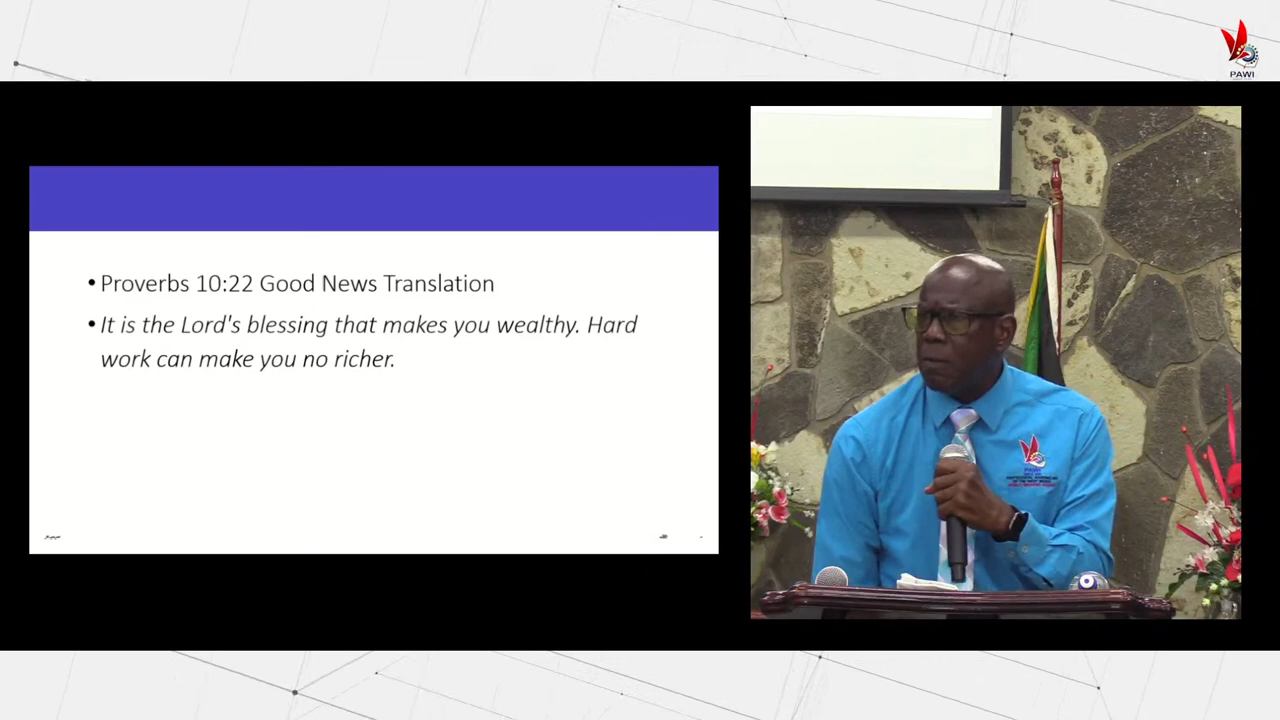 PAWI
• Proverbs 10:22 Good News Translation
• It is the Lord's blessing that makes you wealthy. Hard
work can make you no richer.
PAWI